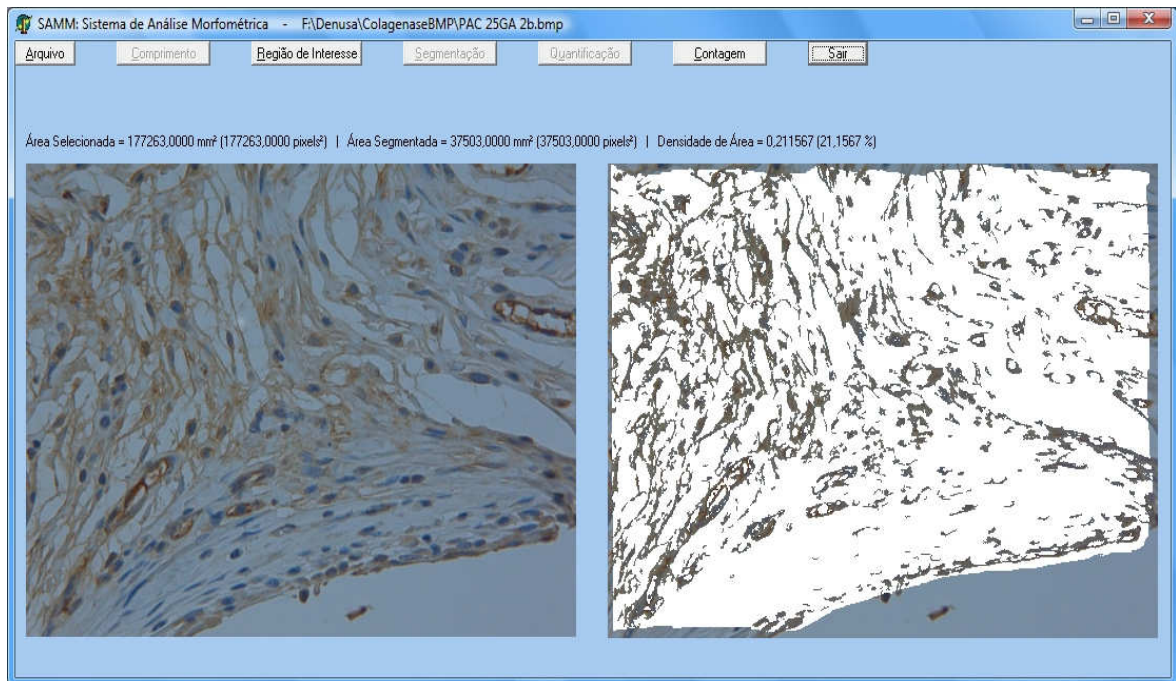 SAMM: Sistema de Análise Morfométrica - F:\Denusa\ColagenaseBMP\PAC 25GA 2b.bmp
Arquivo Comprimento Região de Interesse Segmentação Quantificação Contagem Sair
Área Selecionada = 177263,0000 mm² (177263,0000 pixels²) | Área Segmentada = 37503,0000 mm² (37503,0000 pixels²) | Densidade de Área = 0,211567 (21,1567 %)